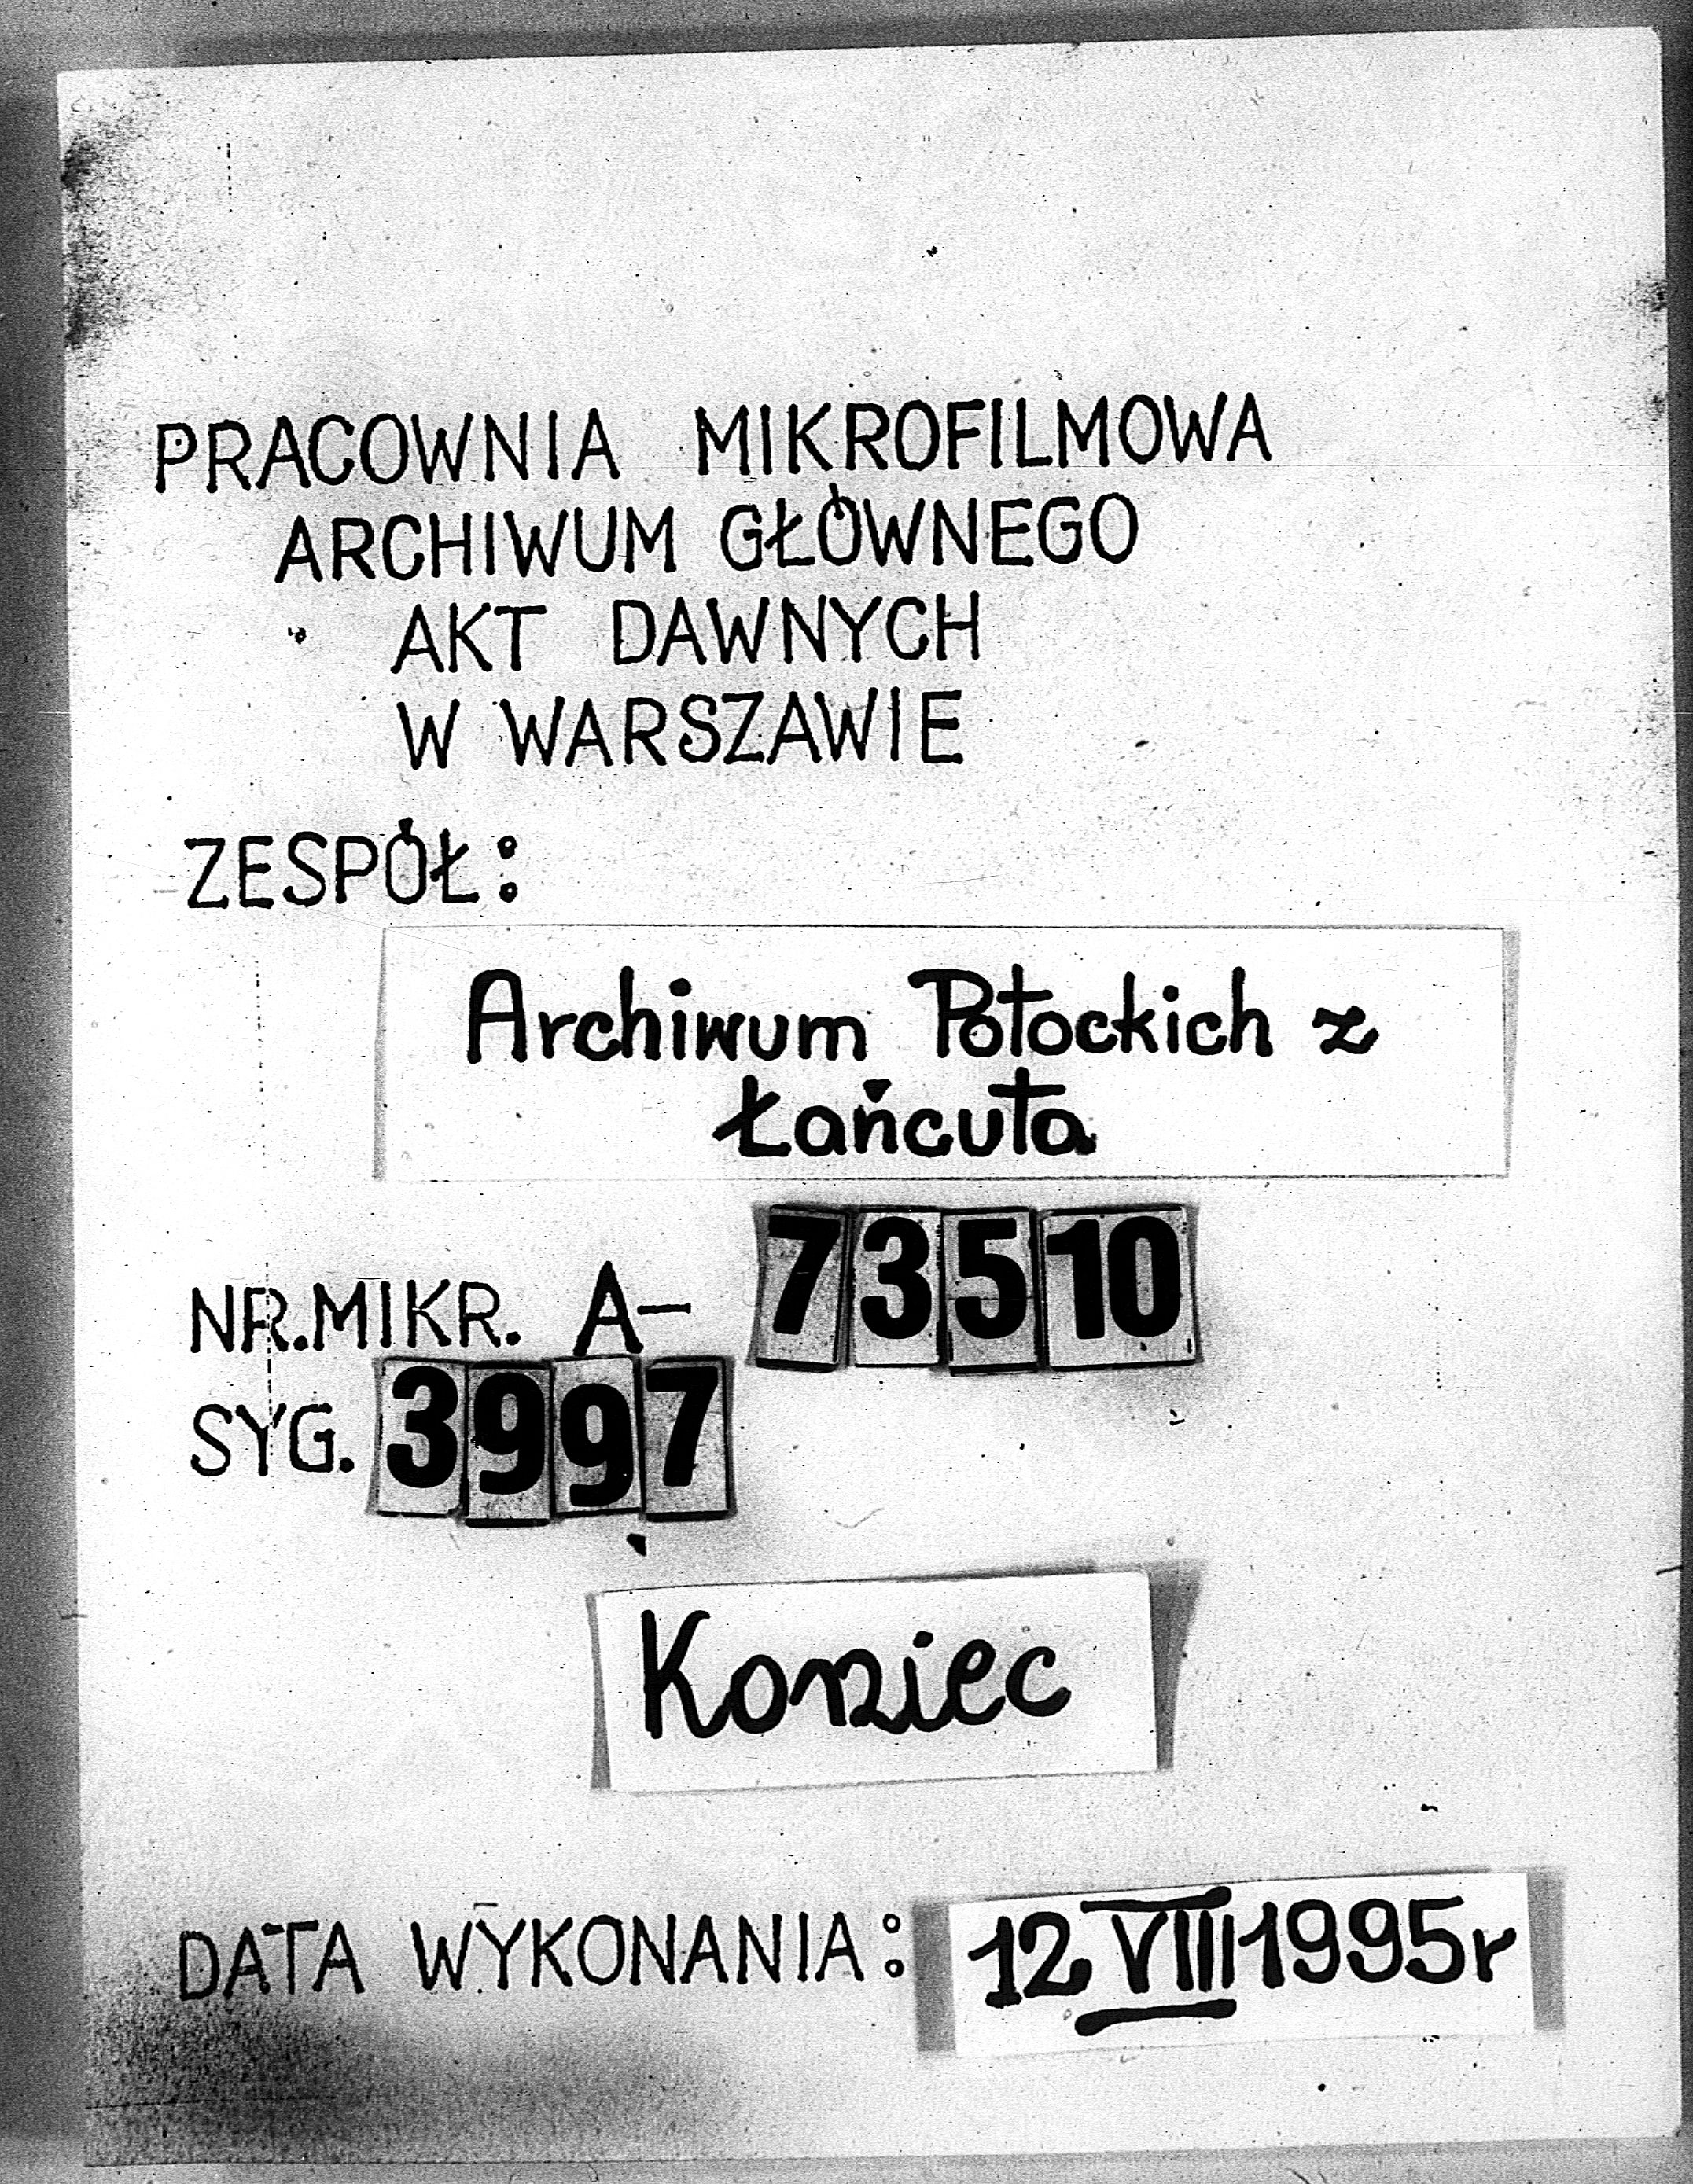 PRACOWNIA MIKROFILMOWA
ARCHIWUM GŁÓWNEGO
AKT DAWNYCH
W WARSZAWIE
ZESPÓŁ:
Archiwum Potockich z
Łańcuta
NR.MIKR. A- 73510
SYG. 3997
Koniec
DATA WYKONANIA: 12 VIII 1995r